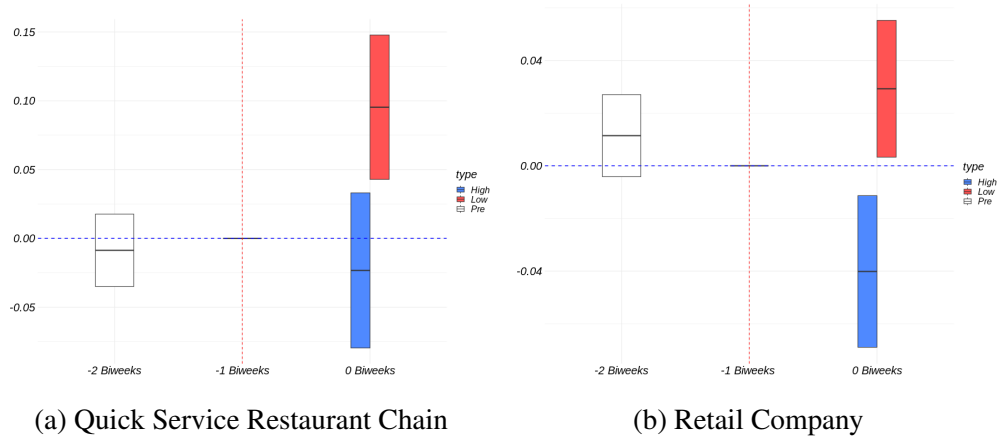 0.15
0.10
0.05
0.00
-0.05
-2 Biweeks
-1 Biweeks
0 Biweeks
type
High
Low
Pre
(a) Quick Service Restaurant Chain
0.04
0.00
-0.04
-2 Biweeks
-1 Biweeks
0 Biweeks
type
High
Low
Pre
(b) Retail Company